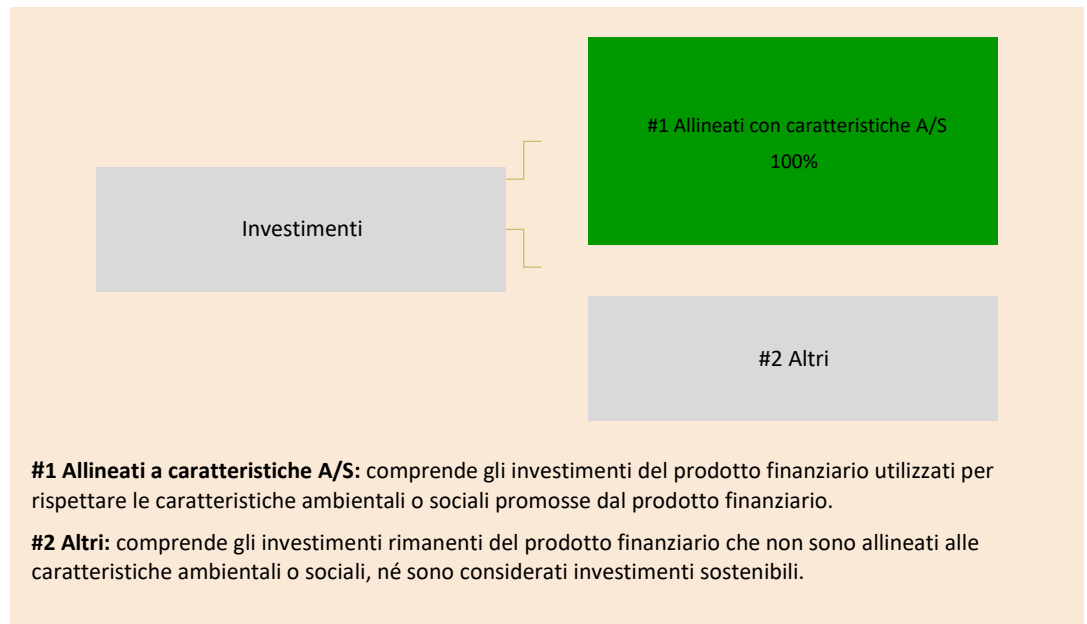 #1 Allineati con caratteristiche A/S
100%
Investimenti
#2 Altri
#1 Allineati a caratteristiche A/S: comprende gli investimenti del prodotto finanziario utilizzati per
rispettare le caratteristiche ambientali o sociali promosse dal prodotto finanziario.
#2 Altri: comprende gli investimenti rimanenti del prodotto finanziario che non sono allineati alle
caratteristiche ambientali o sociali, né sono considerati investimenti sostenibili.